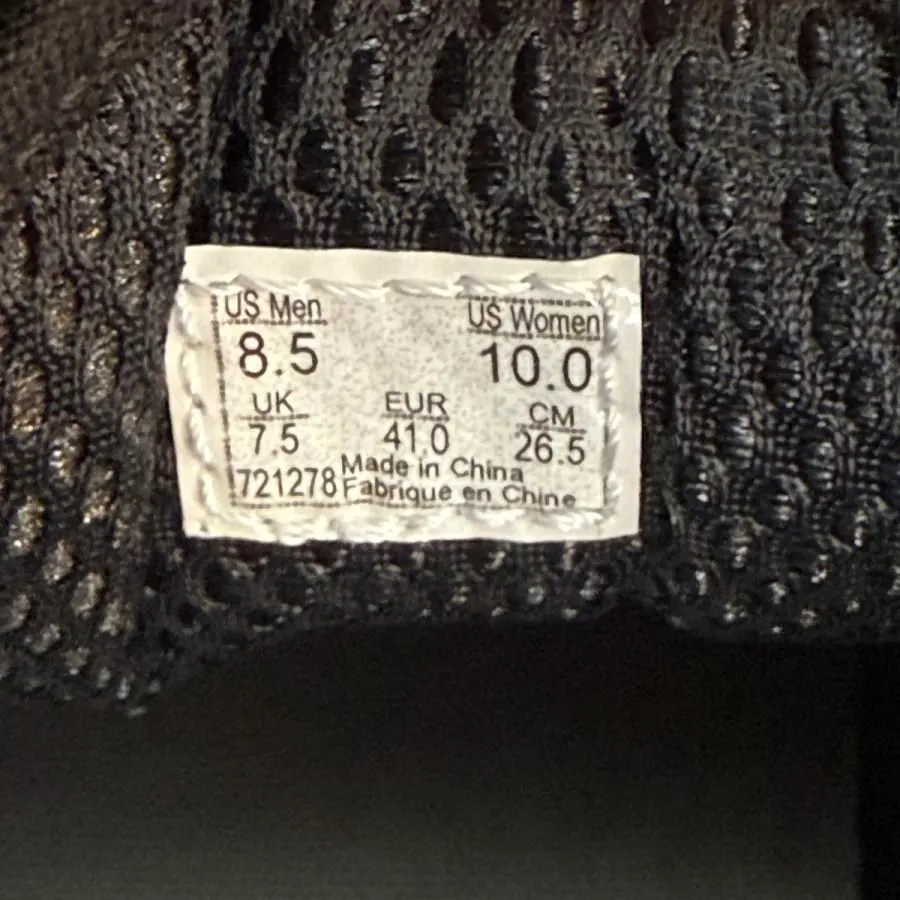 US Men US Women
8.5 10.0
UK EUR CM
7.5 41.0 26.5
721278 Made in China
Fabriqué en Chine